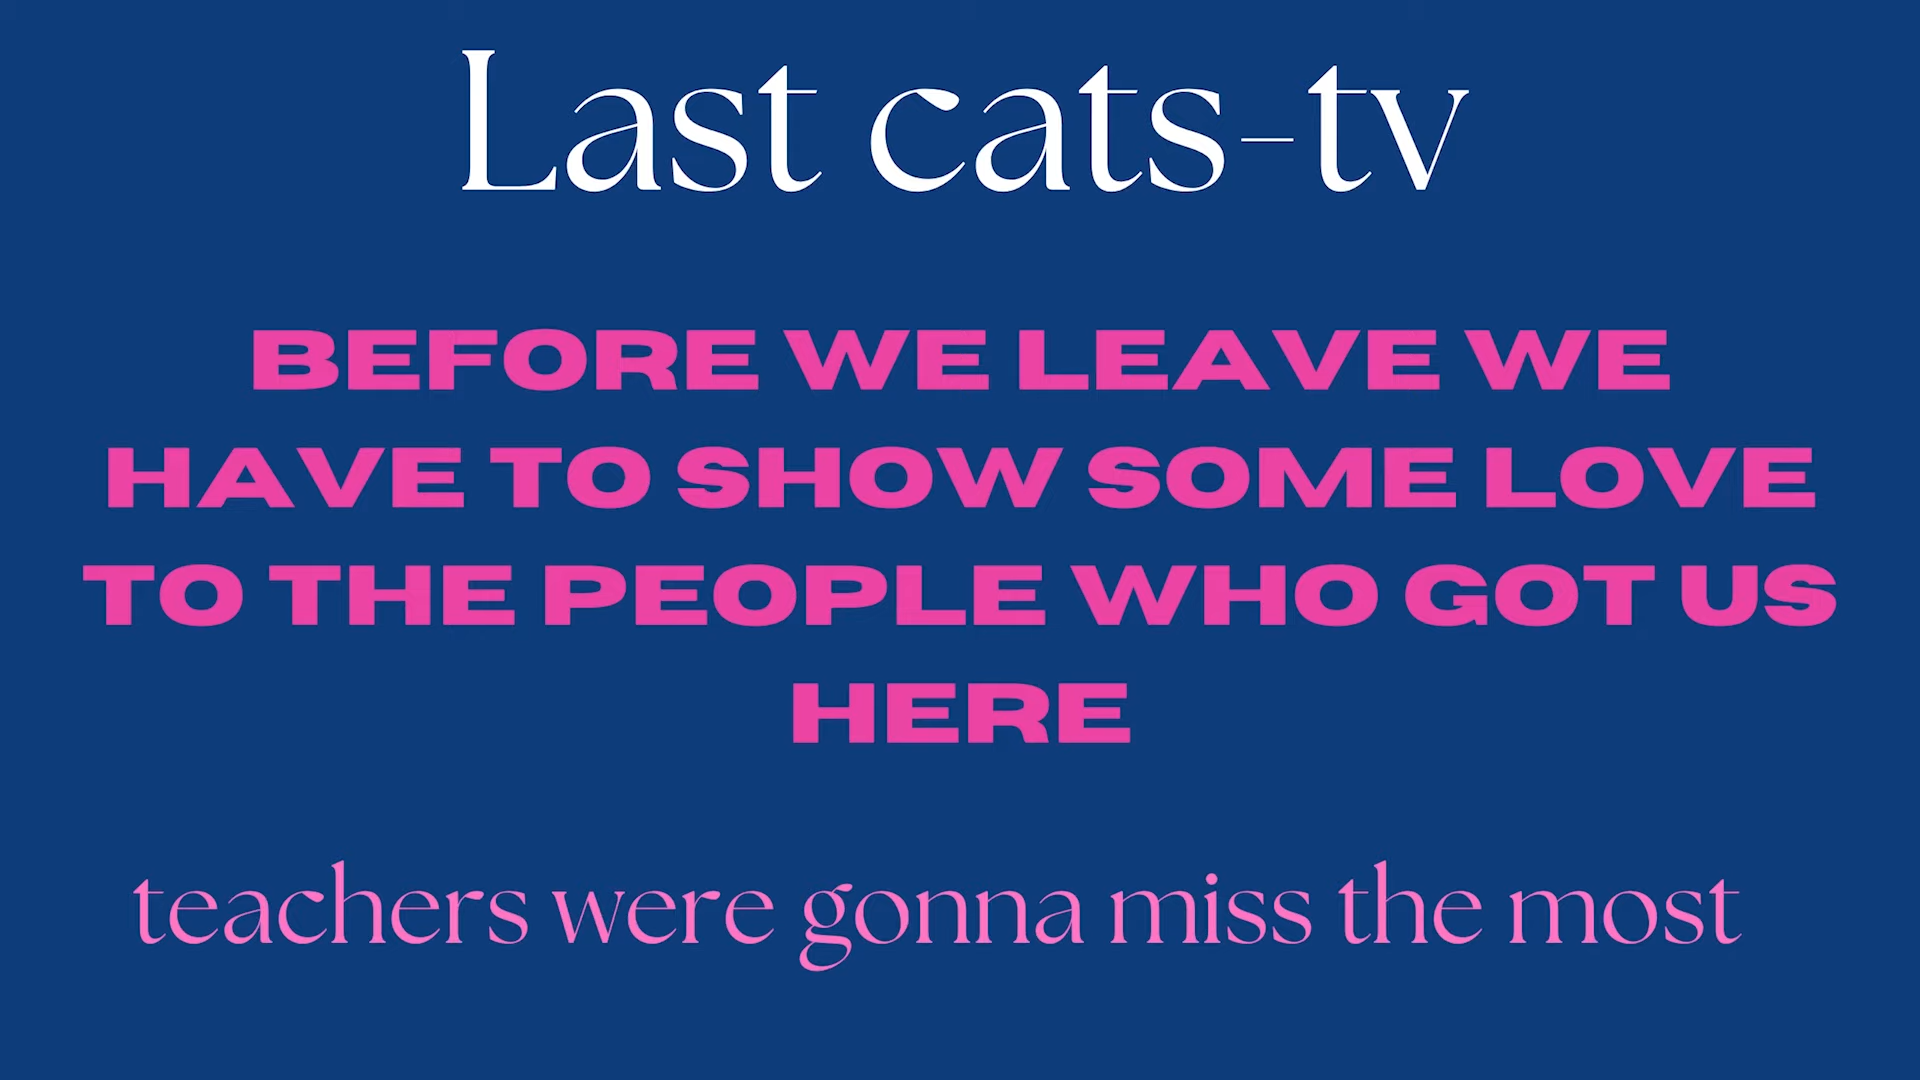 Last cats-tv
BEFORE WE LEAVE WE
HAVE TO SHOW SOME LOVE
TO THE PEOPLE WHO GOT US
HERE
teachers were gonna miss the most